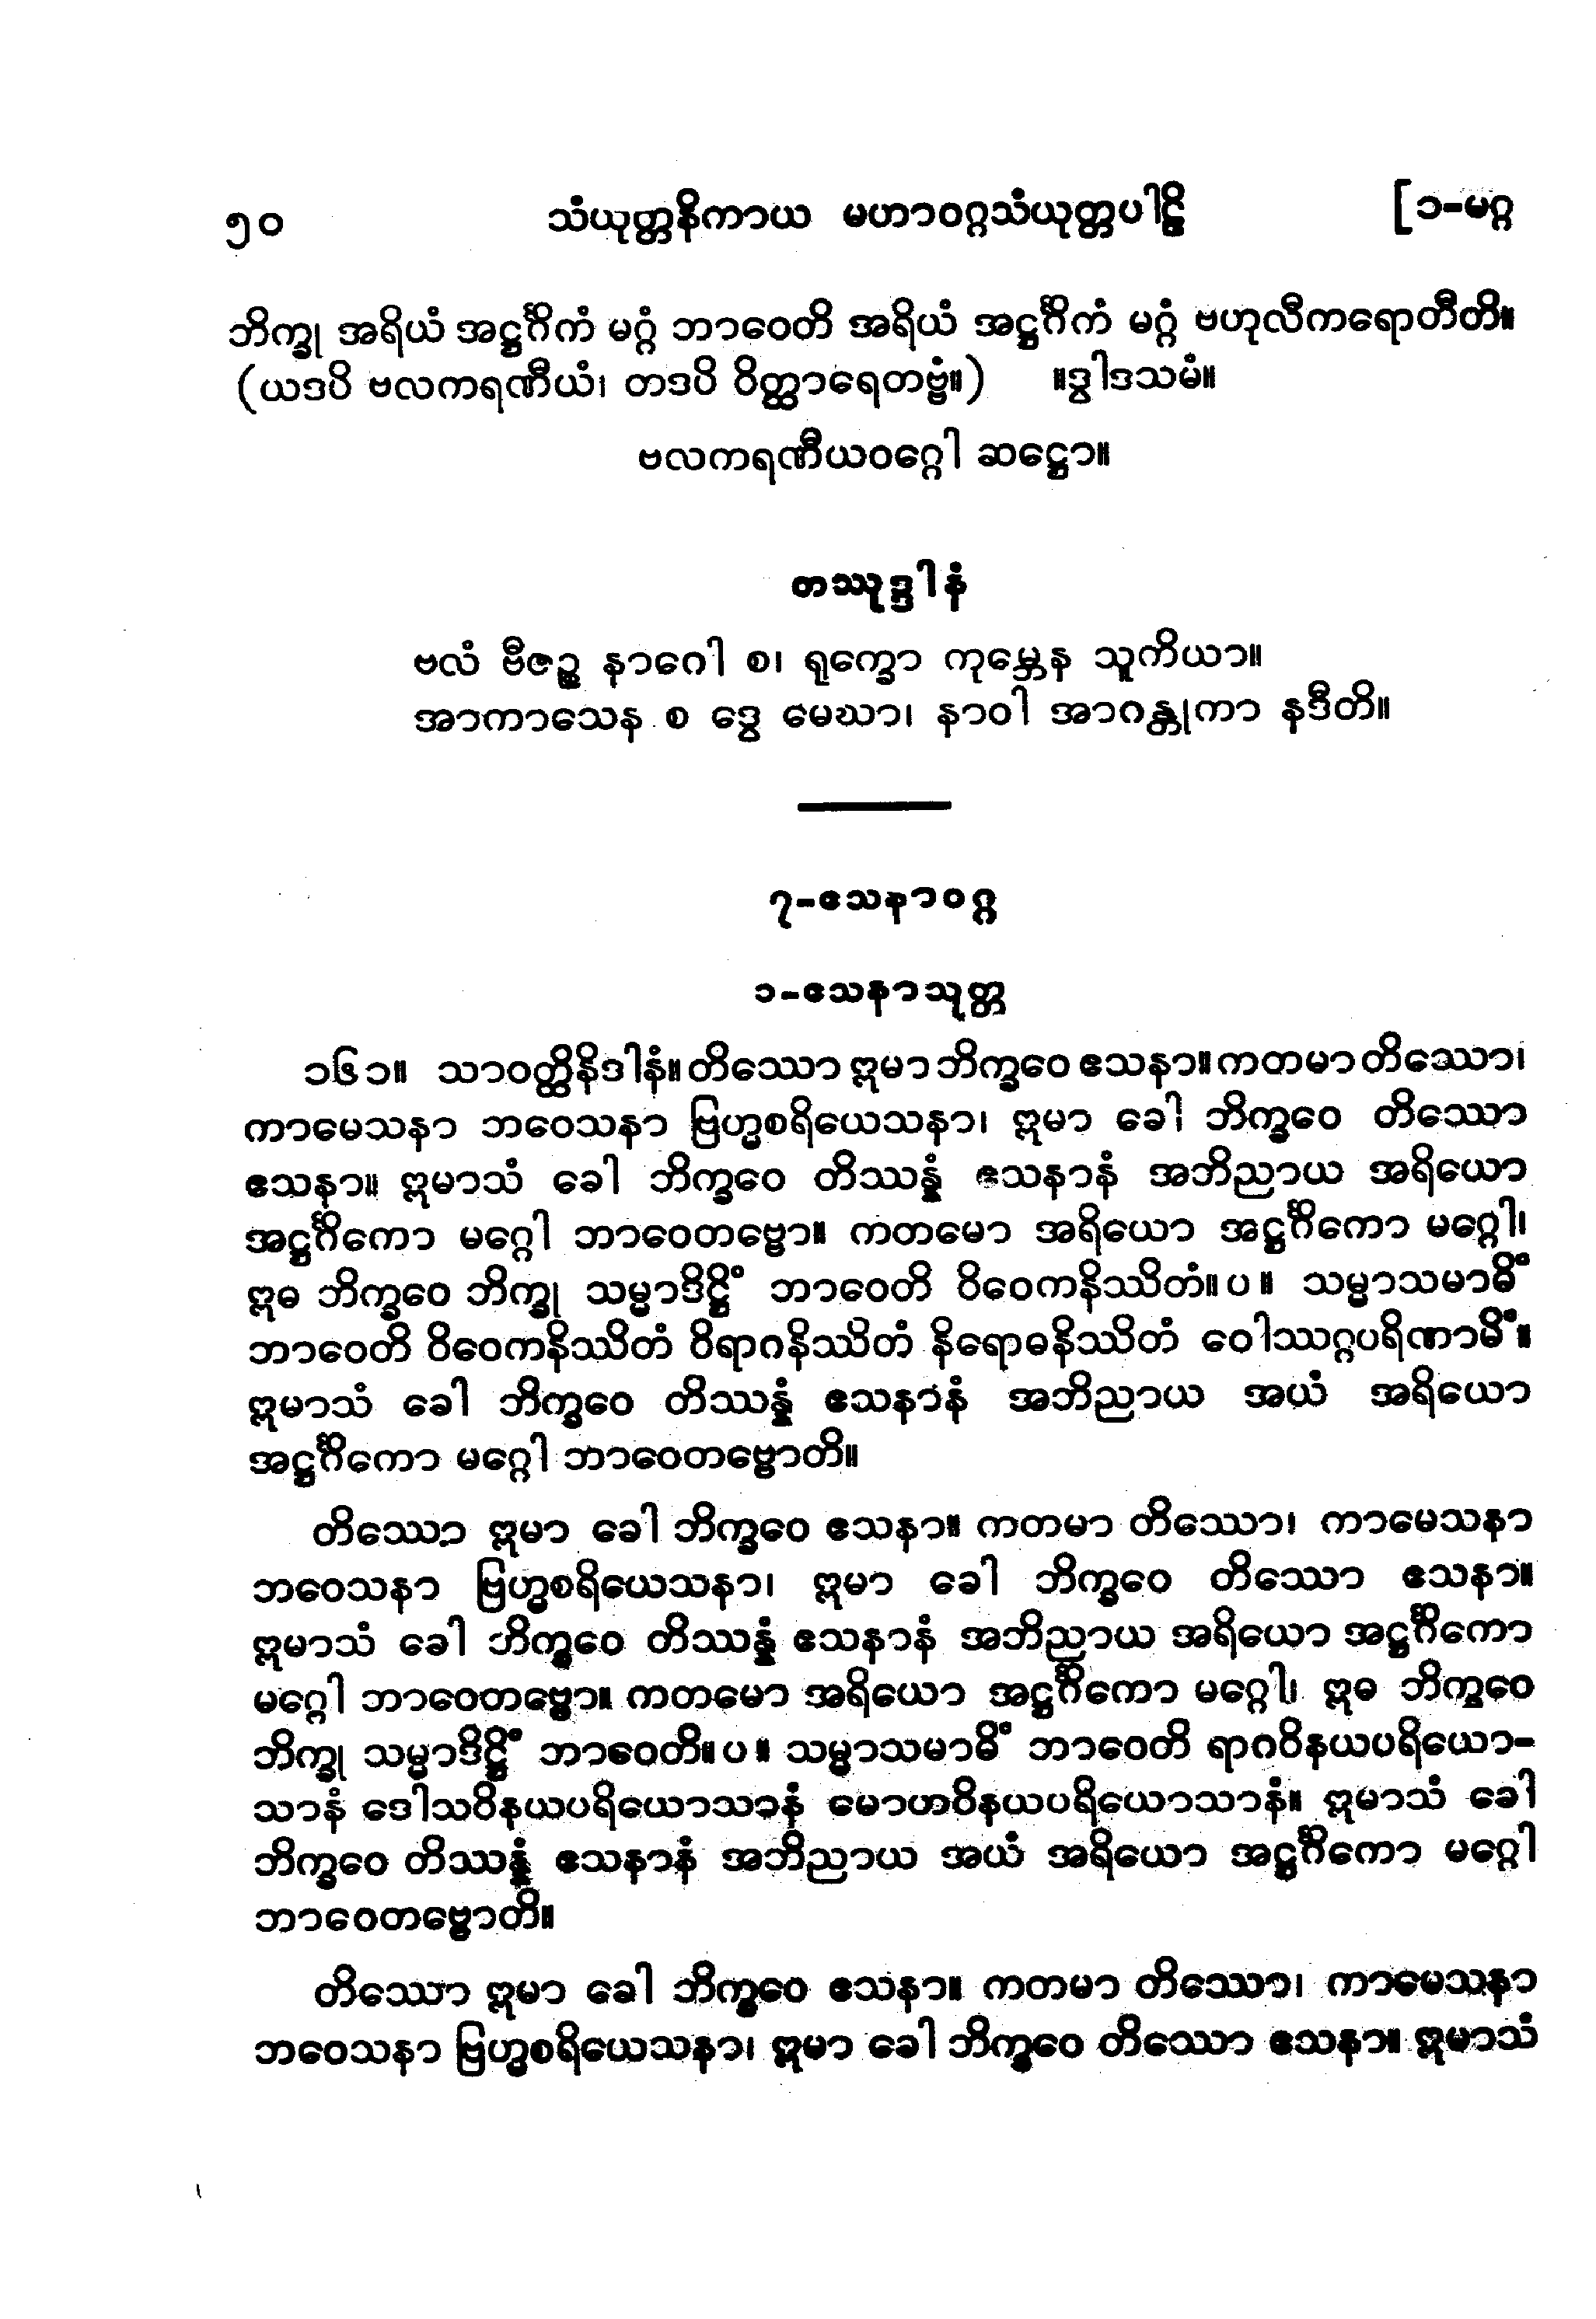 ၅၀ သံယုတ္တနိကာယ မဟာဝဂ္ဂသံယုတ္တပါဠိ [၁-မဂ္ဂ
ဘိက္ခု အရိယံ အဋ္ဌင်္ဂိကံ မဂ္ဂံ ဘာဝေတိ အရိယံ အဋ္ဌင်္ဂိကံ မဂ္ဂံ ဗဟုလီကရောတီတိ။
(ယဒပိ ဗလကရဏီယံ၊ တဒပိ ဝိတ္ထာရေတဗ္ဗံ။) ။ဒွါဒသမံ။
ဗလကရဏီယဝဂ္ဂေါ ဆဋ္ဌော။
တဿုဒ္ဒါနံ
ဗလံ ဗီဇဉ္စ နာဂေါ စ၊ ရုက္ခော ကုမ္ဘေန သူကိယာ။
အာကာသေန စ ဒွေ မေဃာ၊ နာဝါ အာဂန္တုကာ နဒီတိ။
၇-ဧသနာဝဂ္ဂ
၁-ဧသနာသုတ္တ
၁၆၁။ သာဝတ္ထိနိဒါနံ။ တိဿော ဣမာ ဘိက္ခဝေ ဧသနာ။ ကတမာ တိဿော၊
ကာမေသနာ ဘဝေသနာ ဗြဟ္မစရိယေသနာ၊ ဣမာ ခေါ ဘိက္ခဝေ တိဿော
ဧသနာ။ ဣမာသံ ခေါ ဘိက္ခဝေ တိဿန္နံ ဧသနာနံ အဘိညာယ အရိယော
အဋ္ဌင်္ဂိကော မဂ္ဂေါ ဘာဝေတဗ္ဗော။ ကတမော အရိယော အဋ္ဌင်္ဂိကော မဂ္ဂေါ၊
ဣဓ ဘိက္ခဝေ ဘိက္ခု သမ္မာဒိဋ္ဌိံ ဘာဝေတိ ဝိဝေကနိဿိတံ။ ပ ။ သမ္မာသမာဓိံ
ဘာဝေတိ ဝိဝေကနိဿိတံ ဝိရာဂနိဿိတံ နိရောဓနိဿိတံ ဝေါဿဂ္ဂပရိဏာမိံ။
ဣမာသံ ခေါ ဘိက္ခဝေ တိဿန္နံ ဧသနာနံ အဘိညာယ အယံ အရိယော
အဋ္ဌင်္ဂိကော မဂ္ဂေါ ဘာဝေတဗ္ဗောတိ။
တိဿော ဣမာ ခေါ ဘိက္ခဝေ ဧသနာ။ ကတမာ တိဿော၊ ကာမေသနာ
ဘဝေသနာ ဗြဟ္မစရိယေသနာ၊ ဣမာ ခေါ ဘိက္ခဝေ တိဿော ဧသနာ။
ဣမာသံ ခေါ ဘိက္ခဝေ တိဿန္နံ ဧသနာနံ အဘိညာယ အရိယော အဋ္ဌင်္ဂိကော
မဂ္ဂေါ ဘာဝေတဗ္ဗော။ ကတမော အရိယော အဋ္ဌင်္ဂိကော မဂ္ဂေါ၊ ဣဓ ဘိက္ခဝေ
ဘိက္ခု သမ္မာဒိဋ္ဌိံ ဘာဝေတိ။ ပ ။ သမ္မာသမာဓိံ ဘာဝေတိ ရာဂဝိနယပရိယော-
သာနံ ဒေါသဝိနယပရိယောသာနံ မောဟဝိနယပရိယောသာနံ။ ဣမာသံ ခေါ
ဘိက္ခဝေ တိဿန္နံ ဧသနာနံ အဘိညာယ အယံ အရိယော အဋ္ဌင်္ဂိကော မဂ္ဂေါ
ဘာဝေတဗ္ဗောတိ။
တိဿော ဣမာ ခေါ ဘိက္ခဝေ ဧသနာ။ ကတမာ တိဿော၊ ကာမေသနာ
ဘဝေသနာ ဗြဟ္မစရိယေသနာ၊ ဣမာ ခေါ ဘိက္ခဝေ တိဿော ဧသနာ။ ဣမာသံ